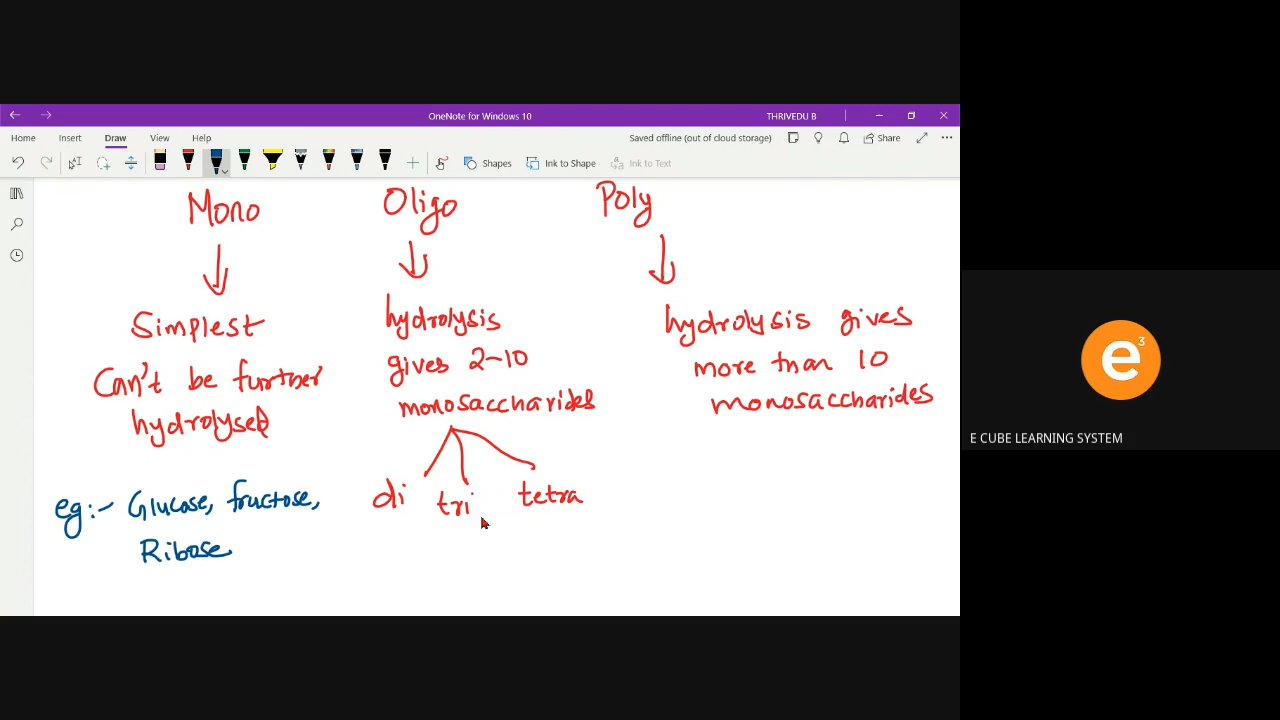 OneNote for Windows 10
THRIVEDU B
Home Insert Draw View Help
Saved offline (out of cloud storage)
Share
Shapes
Ink to Shape
Ink to Text
Mono
Oligo
Poly
Simplest
Can't be further
hydrolysed
hydrolysis
gives 2-10
monosaccharides
hydrolysis gives
more than 10
monosaccharides
di tri tetra
eg:- Glucose, fructose,
Ribose
e3
E CUBE LEARNING SYSTEM